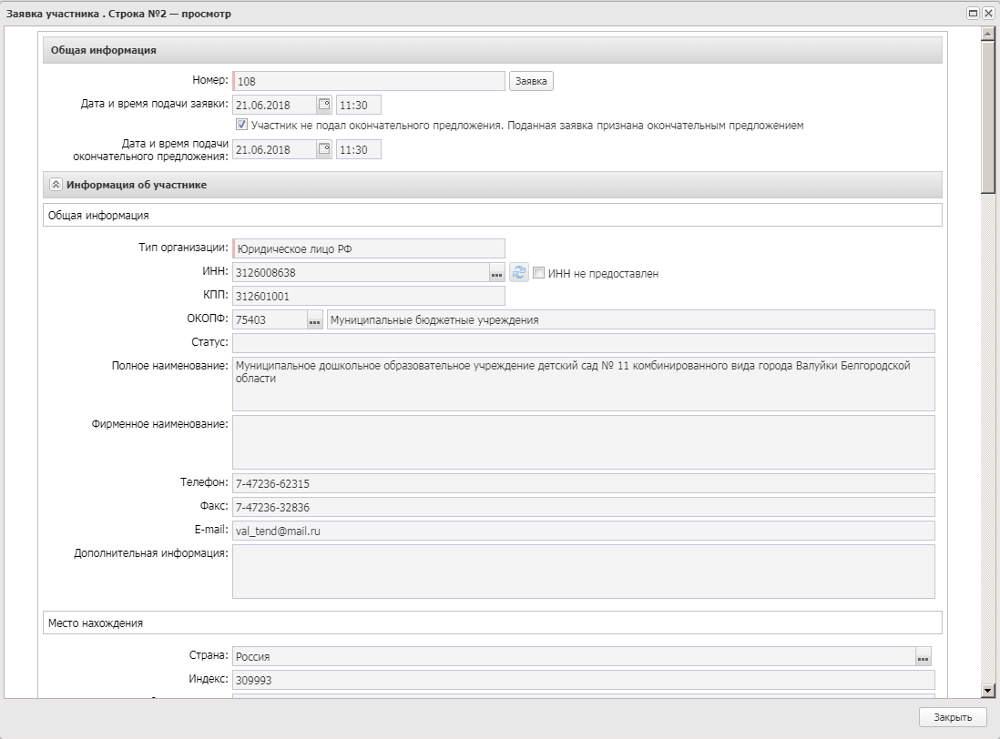 Заявка участника . Строка №2 — просмотр
Общая информация
Номер: 108 Заявка
Дата и время подачи заявки: 21.06.2018 11:30
Участник не подал окончательного предложения. Поданная заявка признана окончательным предложением
Дата и время подачи
окончательного предложения: 21.06.2018 11:30
Информация об участнике
Общая информация
Тип организации: Юридическое лицо РФ
ИНН: 3126008638 ... ИНН не предоставлен
КПП: 312601001
ОКОПФ: 75403 ... Муниципальные бюджетные учреждения
Статус:
Полное наименование: Муниципальное дошкольное образовательное учреждение детский сад № 11 комбинированного вида города Валуйки Белгородской
области
Фирменное наименование:
Телефон: 7-47236-62315
Факс: 7-47236-32836
E-mail: val_tend@mail.ru
Дополнительная информация:
Место нахождения
Страна: Россия ...
Индекс: 309993
Закрыть